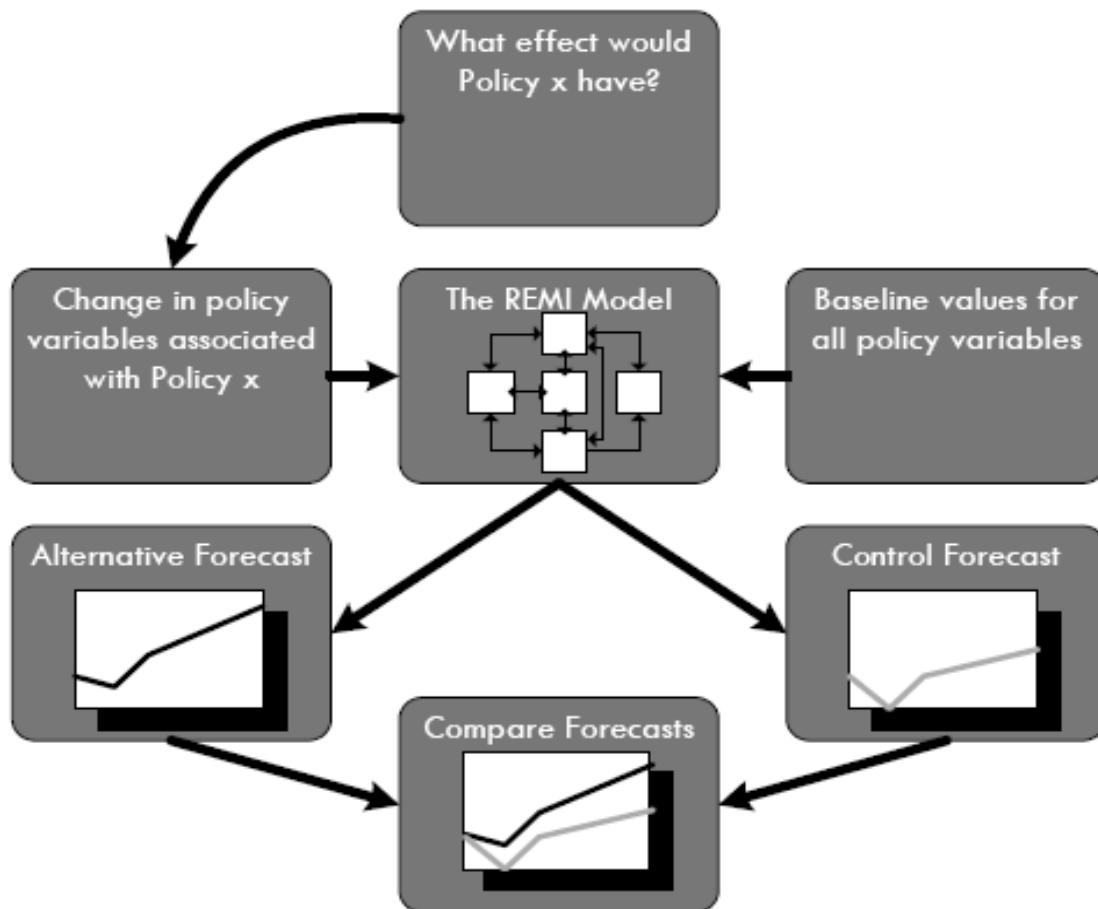 What effect would
Policy x have?
Change in policy
variables associated
with Policy x
The REMI Model
Baseline values for
all policy variables
Alternative Forecast
Control Forecast
Compare Forecasts